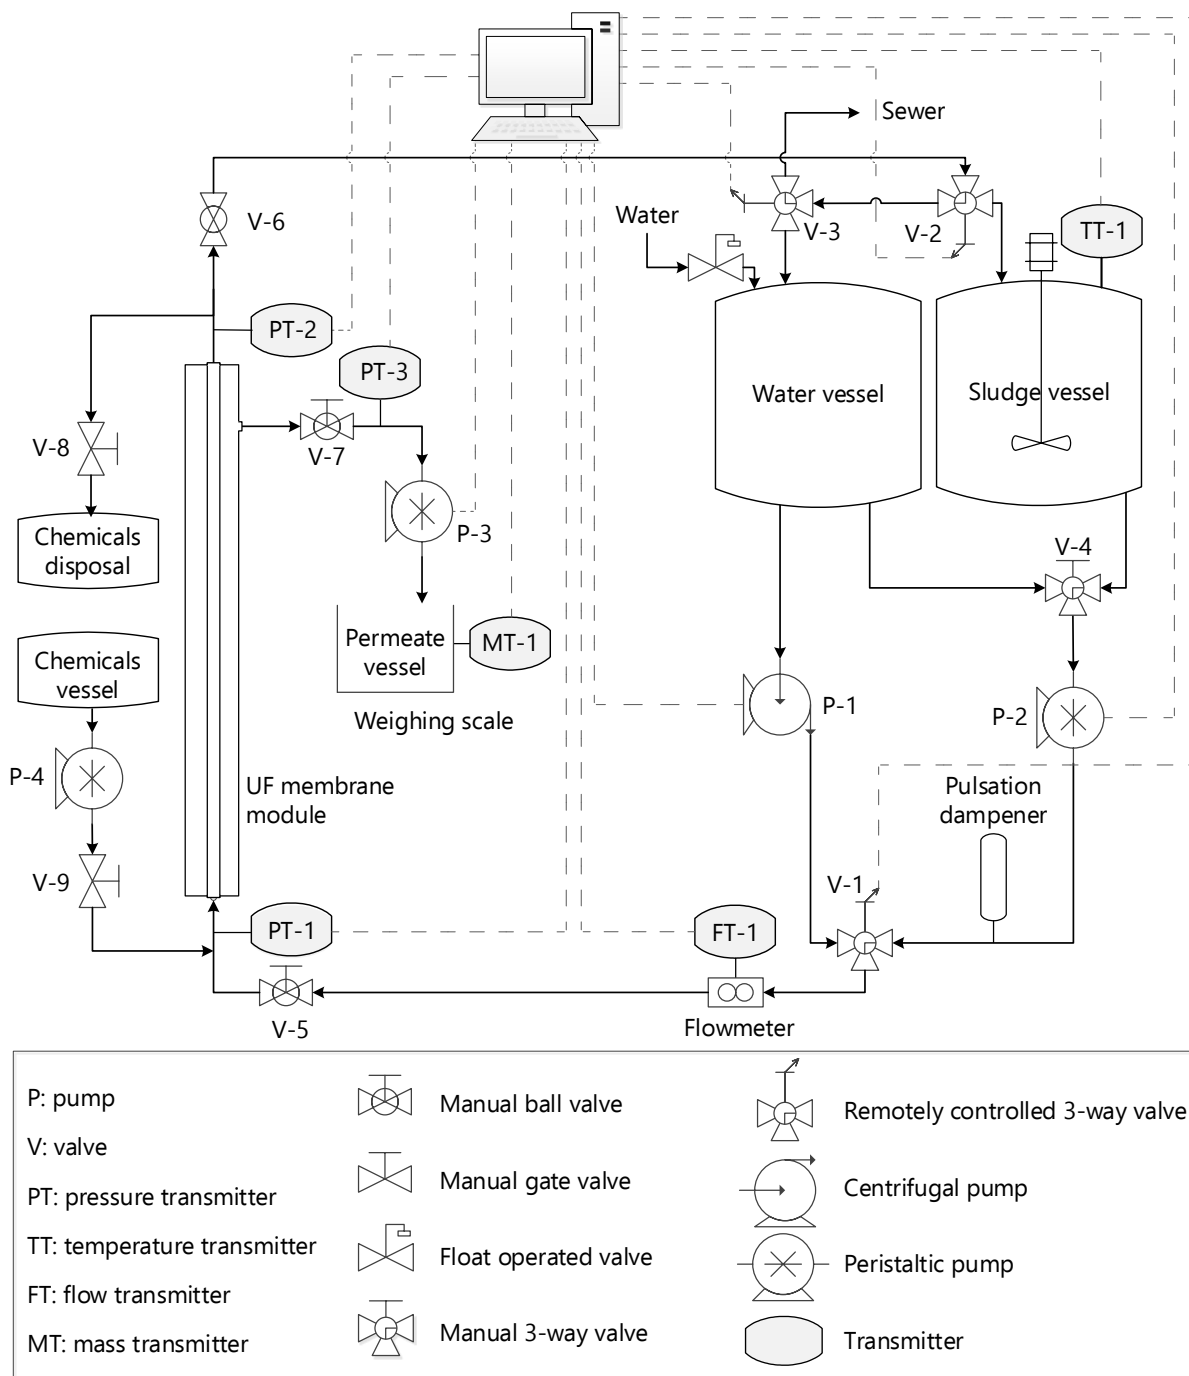 Sewer
Water
V-6
V-3
V-2
TT-1
PT-2
PT-3
Water vessel
Sludge vessel
V-8
V-7
P-3
Chemicals
disposal
V-4
Permeate
vessel
MT-1
Chemicals
vessel
Weighing scale
P-1
P-2
P-4
UF membrane
module
Pulsation
dampener
V-9
V-1
PT-1
FT-1
V-5
Flowmeter
P: pump
V: valve
PT: pressure transmitter
TT: temperature transmitter
FT: flow transmitter
MT: mass transmitter
Manual ball valve
Manual gate valve
Float operated valve
Manual 3-way valve
Remotely controlled 3-way valve
Centrifugal pump
Peristaltic pump
Transmitter